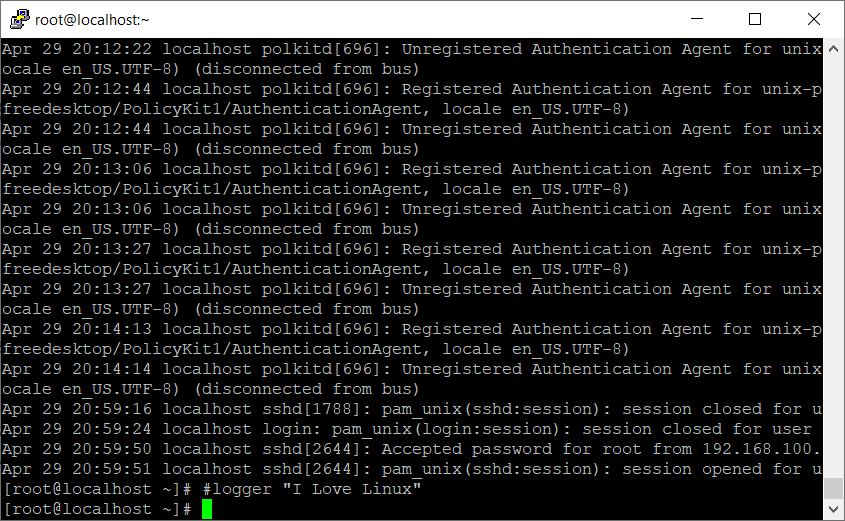 root@localhost:~
Apr 29 20:12:22 localhost polkitd[696]: Unregistered Authentication Agent for unix
ocale en_US.UTF-8) (disconnected from bus)
Apr 29 20:12:44 localhost polkitd[696]: Registered Authentication Agent for unix-p
freedesktop/PolicyKit1/AuthenticationAgent, locale en_US.UTF-8)
Apr 29 20:12:44 localhost polkitd[696]: Unregistered Authentication Agent for unix
ocale en_US.UTF-8) (disconnected from bus)
Apr 29 20:13:06 localhost polkitd[696]: Registered Authentication Agent for unix-p
freedesktop/PolicyKit1/AuthenticationAgent, locale en_US.UTF-8)
Apr 29 20:13:06 localhost polkitd[696]: Unregistered Authentication Agent for unix
ocale en_US.UTF-8) (disconnected from bus)
Apr 29 20:13:27 localhost polkitd[696]: Registered Authentication Agent for unix-p
freedesktop/PolicyKit1/AuthenticationAgent, locale en_US.UTF-8)
Apr 29 20:13:27 localhost polkitd[696]: Unregistered Authentication Agent for unix
ocale en_US.UTF-8) (disconnected from bus)
Apr 29 20:14:13 localhost polkitd[696]: Registered Authentication Agent for unix-p
freedesktop/PolicyKit1/AuthenticationAgent, locale en_US.UTF-8)
Apr 29 20:14:14 localhost polkitd[696]: Unregistered Authentication Agent for unix
ocale en_US.UTF-8) (disconnected from bus)
Apr 29 20:59:16 localhost sshd[1788]: pam_unix(sshd:session): session closed for u
Apr 29 20:59:24 localhost login: pam_unix(login:session): session closed for user
Apr 29 20:59:50 localhost sshd[2644]: Accepted password for root from 192.168.100.
Apr 29 20:59:51 localhost sshd[2644]: pam_unix(sshd:session): session opened for u
[root@localhost ~]# #logger "I Love Linux"
[root@localhost ~]#